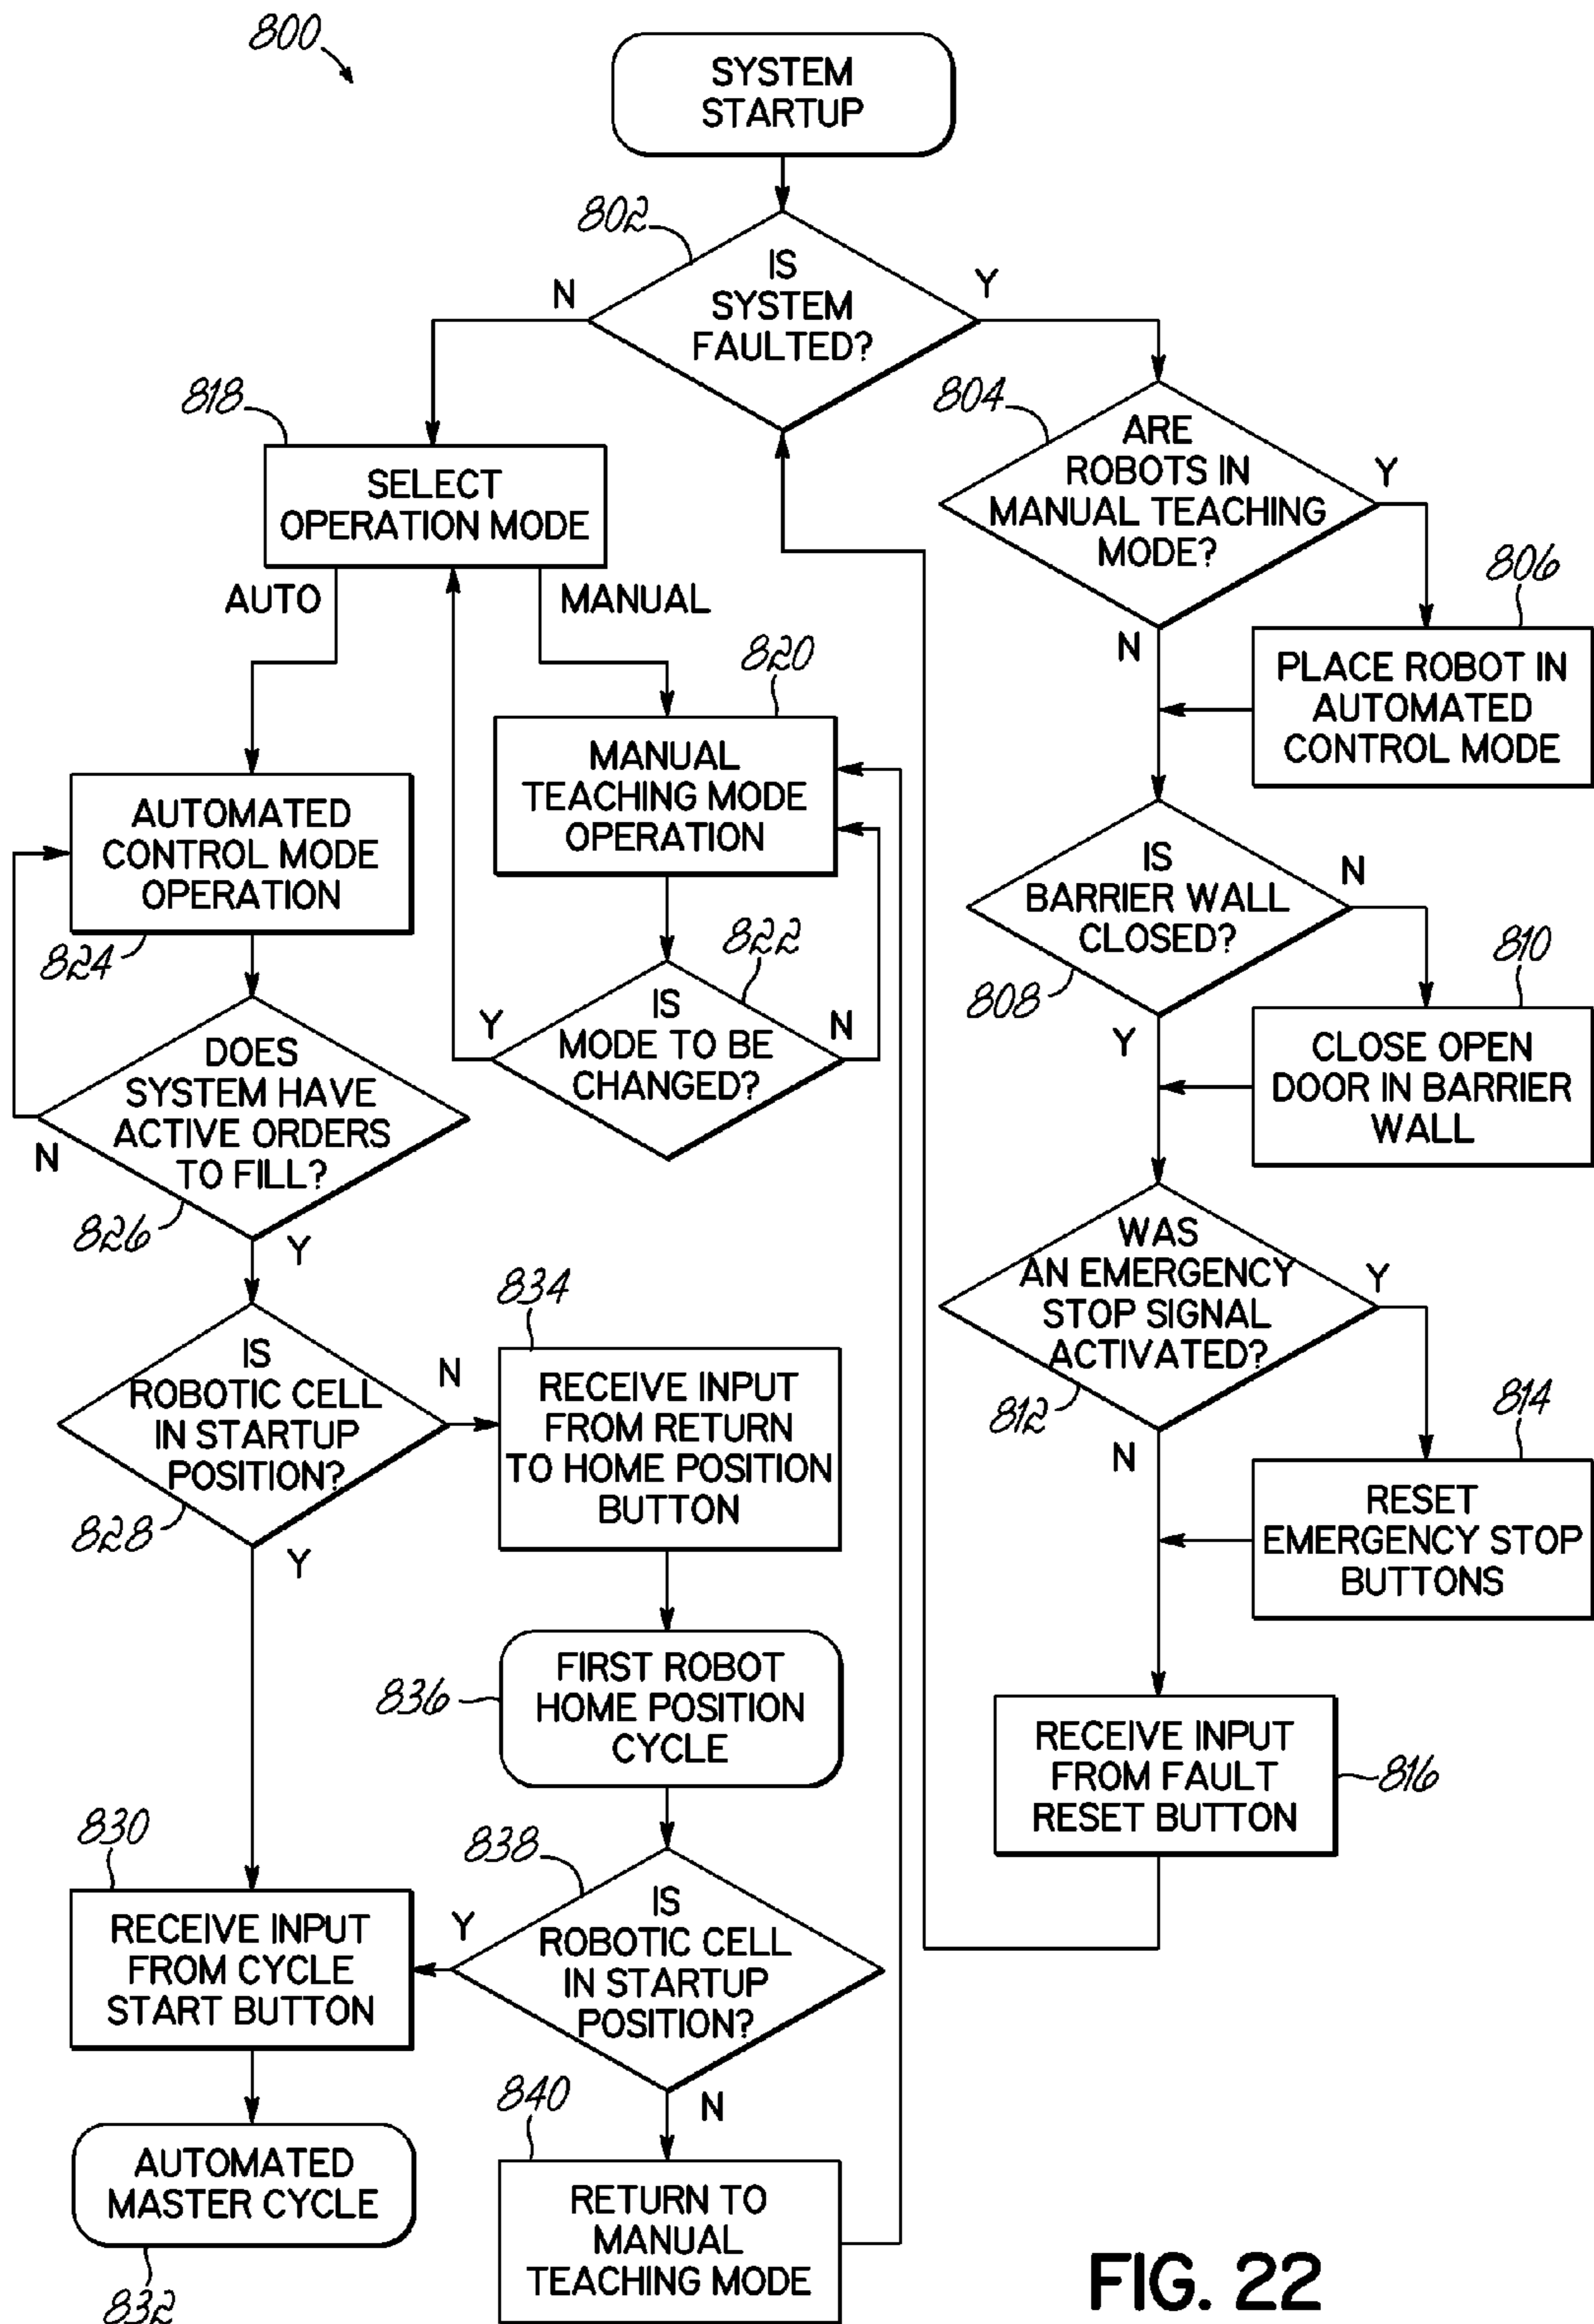 800
SYSTEM
STARTUP
802
IS
SYSTEM
FAULTED?
N
Y
818
SELECT
OPERATION MODE
AUTO
MANUAL
804
ARE
ROBOTS IN
MANUAL TEACHING
MODE?
Y
N
806
PLACE ROBOT IN
AUTOMATED
CONTROL MODE
820
MANUAL
TEACHING MODE
OPERATION
AUTOMATED
CONTROL MODE
OPERATION
824
822
IS
MODE TO BE
CHANGED?
Y
N
IS
BARRIER WALL
CLOSED?
808
N
Y
810
CLOSE OPEN
DOOR IN BARRIER
WALL
DOES
SYSTEM HAVE
ACTIVE ORDERS
TO FILL?
N
826
Y
WAS
AN EMERGENCY
STOP SIGNAL
ACTIVATED?
812
Y
N
814
RESET
EMERGENCY STOP
BUTTONS
IS
ROBOTIC CELL
IN STARTUP
POSITION?
828
N
Y
834
RECEIVE INPUT
FROM RETURN
TO HOME POSITION
BUTTON
836
FIRST ROBOT
HOME POSITION
CYCLE
RECEIVE INPUT
FROM FAULT
RESET BUTTON
816
830
RECEIVE INPUT
FROM CYCLE
START BUTTON
838
IS
ROBOTIC CELL
IN STARTUP
POSITION?
Y
N
AUTOMATED
MASTER CYCLE
832
840
RETURN TO
MANUAL
TEACHING MODE
FIG. 22